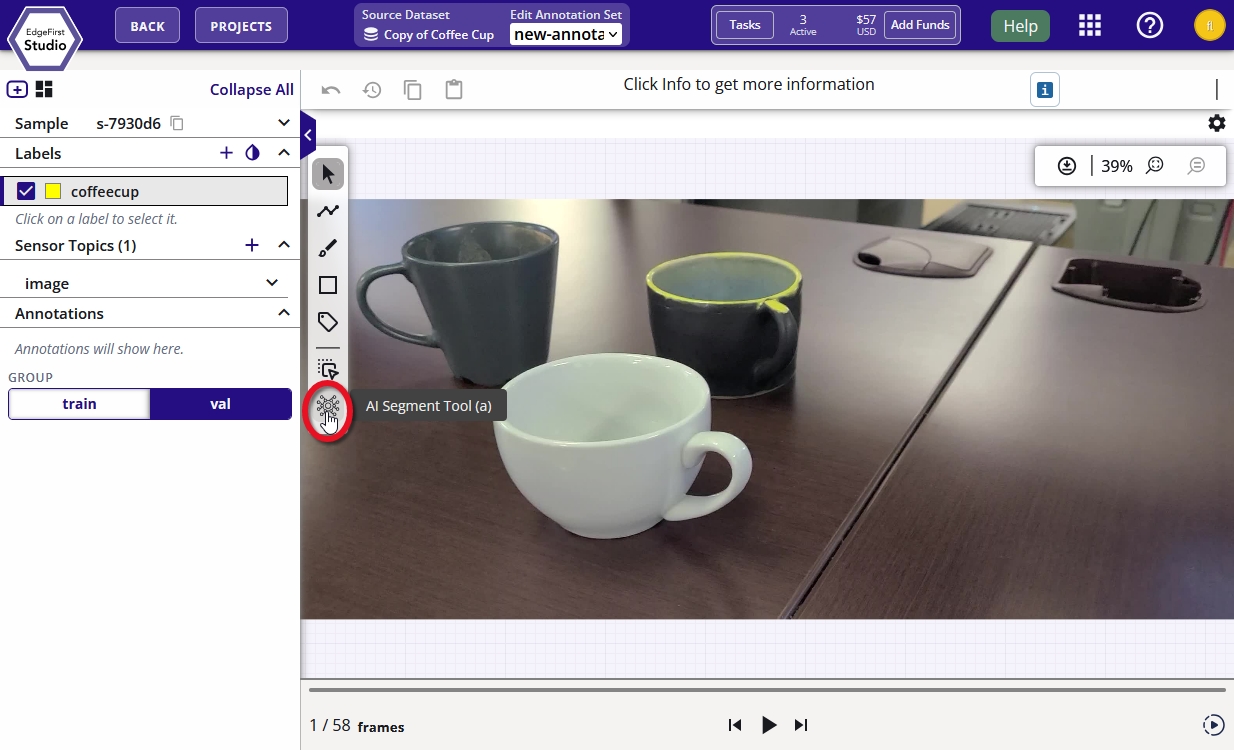 EdgeFirst
Studio
BACK
PROJECTS
Source Dataset
Copy of Coffee Cup
Edit Annotation Set
new-annota
Tasks
3
Active
$57
USD
Add Funds
Help
fl
Collapse All
Click Info to get more information
Sample s-7930d6
Labels
coffeecup
Click on a label to select it.
Sensor Topics (1)
image
Annotations
Annotations will show here.
GROUP
train val
39%
AI Segment Tool (a)
1 / 58 frames